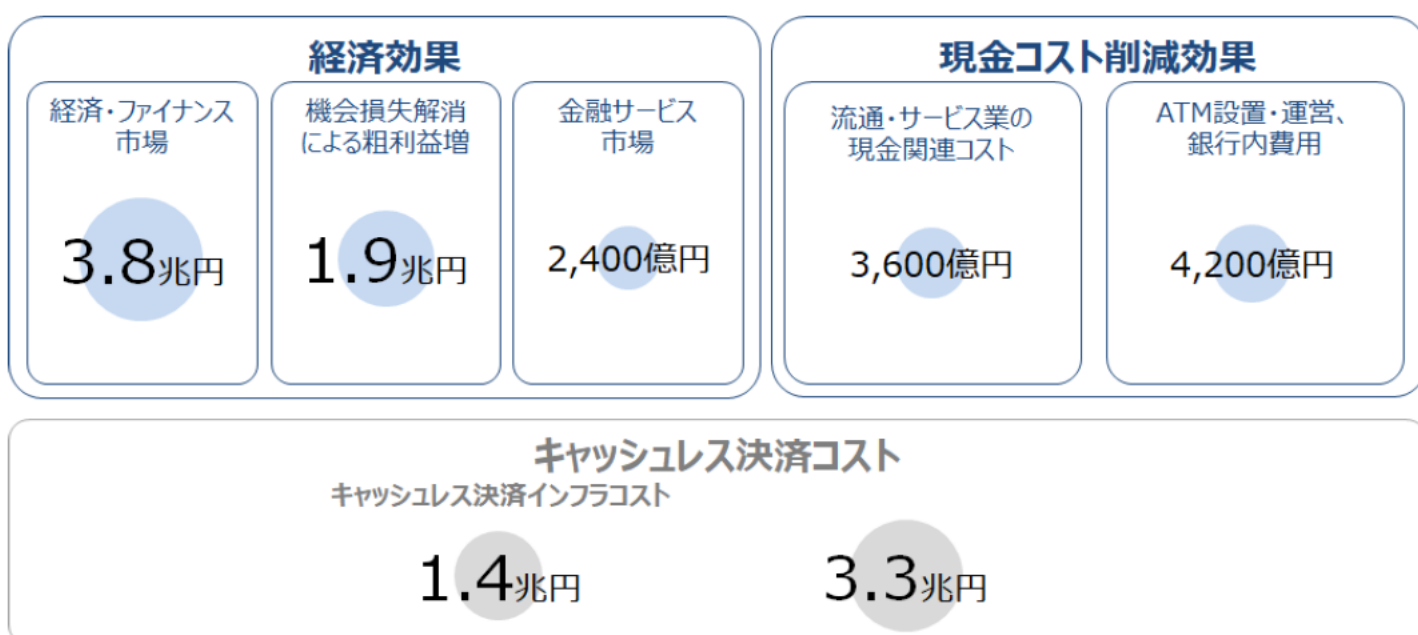 経済効果
経済・ファイナンス
市場
3.8兆円
機会損失解消
による粗利益増
1.9兆円
金融サービス
市場
2,400億円
現金コスト削減効果
流通・サービス業の
現金関連コスト
3,600億円
ATM設置・運営、
銀行内費用
4,200億円
キャッシュレス決済コスト
キャッシュレス決済インフラコスト
1.4兆円
3.3兆円